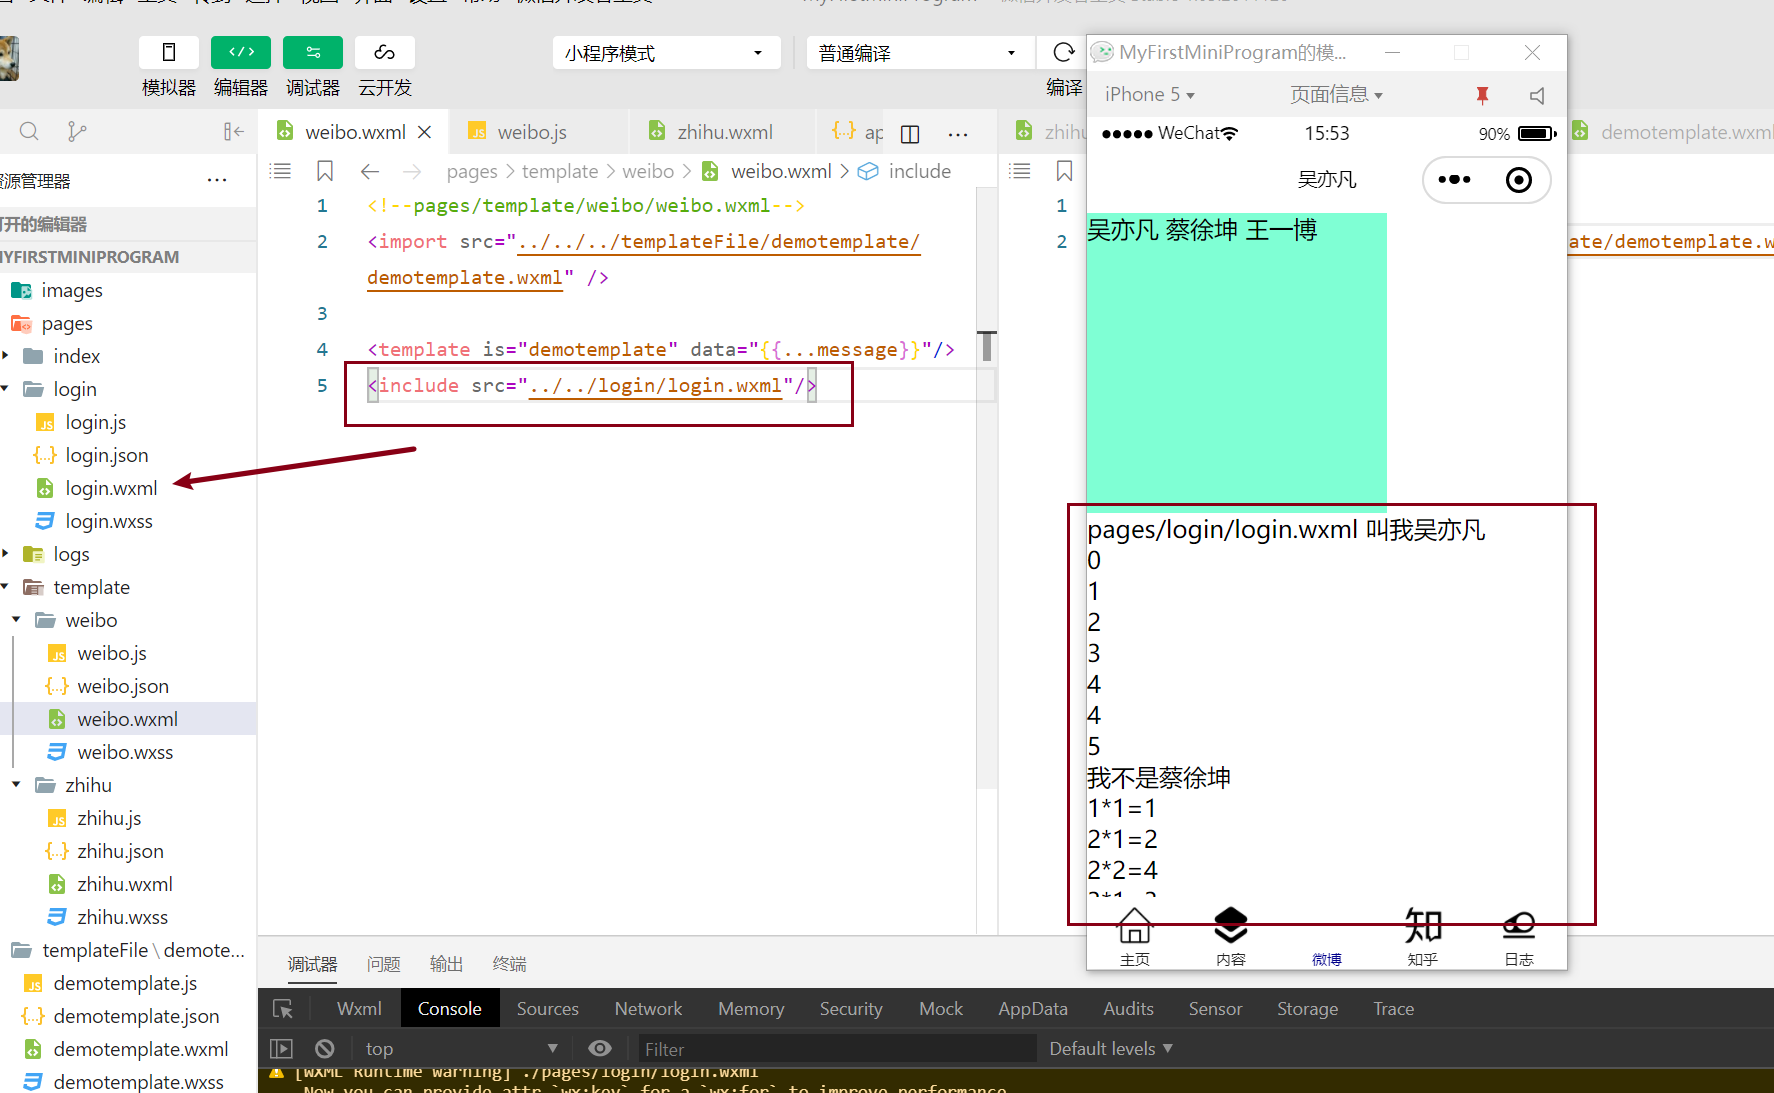 小程序模式
普通编译
模拟器 编辑器 调试器 云开发
编译
weibo.wxml
weibo.js
zhihu.wxml
资源管理器
打开的编辑器
MYFIRSTMINIPROGRAM
images
pages
index
login
login.js
login.json
login.wxml
login.wxss
logs
template
weibo
weibo.js
weibo.json
weibo.wxml
weibo.wxss
zhihu
zhihu.js
zhihu.json
zhihu.wxml
zhihu.wxss
templateFile \ demote...
demotemplate.js
demotemplate.json
demotemplate.wxml
demotemplate.wxss
pages > template > weibo > weibo.wxml > include
1 <!--pages/template/weibo/weibo.wxml-->
2 <import src="../../../templateFile/demotemplate/
demotemplate.wxml" />
3
4 <template is="demotemplate" data="{{...message}}"/>
5 <include src="../../login/login.wxml"/>
zhihu
demotemplate.wxml
1
2
ate/demotemplate.w
MyFirstMiniProgram的模...
iPhone 5
页面信息
WeChat
15:53
90%
吴亦凡
吴亦凡 蔡徐坤 王一博
pages/login/login.wxml 叫我吴亦凡
0
1
2
3
4
4
5
我不是蔡徐坤
1*1=1
2*1=2
2*2=4
知
主页 内容 微博 知乎 日志
调试器 问题 输出 终端
Wxml Console Sources Network Memory Security Mock AppData Audits Sensor Storage Trace
top
Filter
Default levels
[WXML Runtime warning] ./pages/login/login.wxml
Now you can provide attr `wx:key` for a `wx:for` to improve performance.